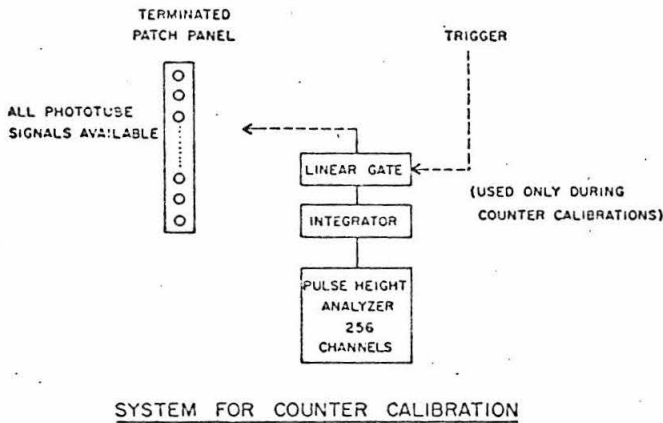 TERMINATED
PATCH PANEL
TRIGGER
ALL PHOTOTUBE
SIGNALS AVAILABLE
LINEAR GATE
(USED ONLY DURING
COUNTER CALIBRATIONS)
INTEGRATOR
PULSE HEIGHT
ANALYZER
256
CHANNELS
SYSTEM FOR COUNTER CALIBRATION